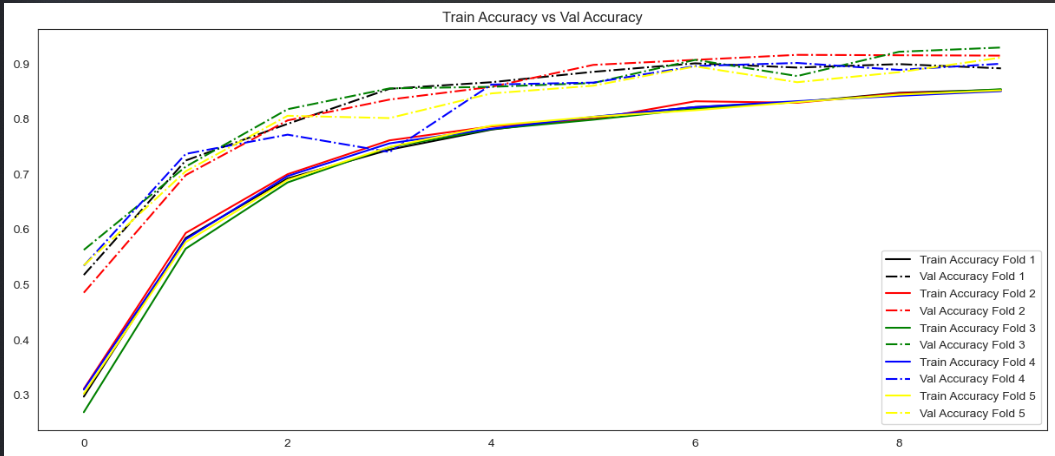 Train Accuracy vs Val Accuracy
0.9
0.8
0.7
0.6
0.5
0.4
0.3
0 2 4 6 8
Train Accuracy Fold 1
Val Accuracy Fold 1
Train Accuracy Fold 2
Val Accuracy Fold 2
Train Accuracy Fold 3
Val Accuracy Fold 3
Train Accuracy Fold 4
Val Accuracy Fold 4
Train Accuracy Fold 5
Val Accuracy Fold 5